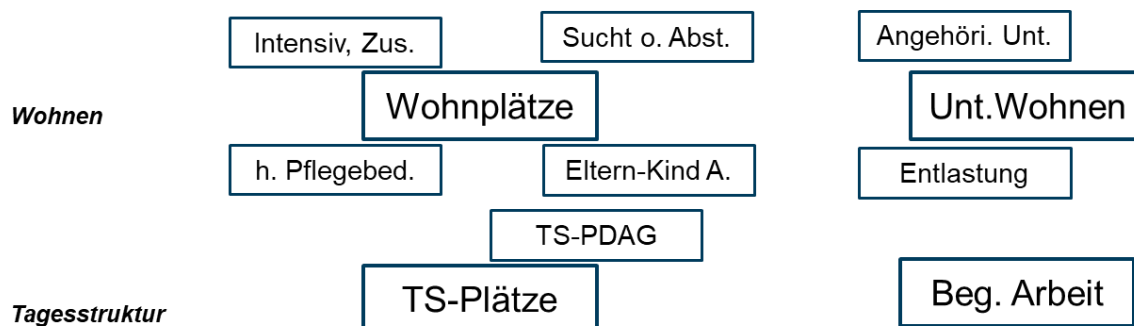 Intensiv, Zus.
Sucht o. Abst.
Angehöri. Unt.
Wohnen
Wohnplätze
Unt.Wohnen
h. Pflegebed.
Eltern-Kind A.
Entlastung
TS-PDAG
Tagesstruktur
TS-Plätze
Beg. Arbeit